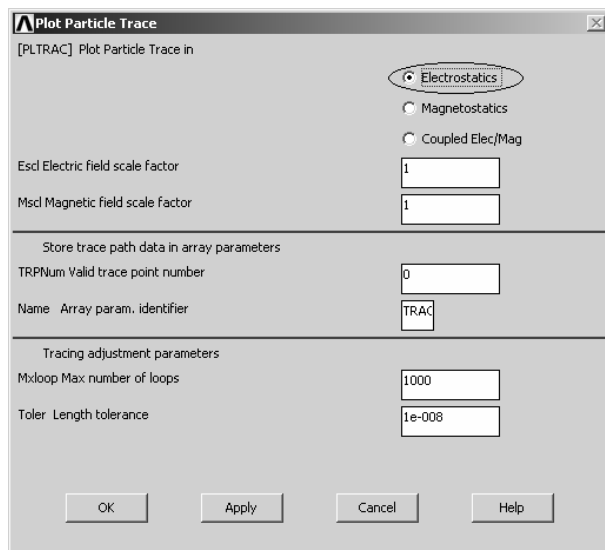 Plot Particle Trace
[PLTRAC] Plot Particle Trace in
Electrostatics
Magnetostatics
Coupled Elec/Mag
Escl Electric field scale factor
1
Mscl Magnetic field scale factor
1
Store trace path data in array parameters
TRPNum Valid trace point number
0
Name Array param. identifier
TRAC
Tracing adjustment parameters
Mxloop Max number of loops
1000
Toler Length tolerance
1e-008
OK Apply Cancel Help